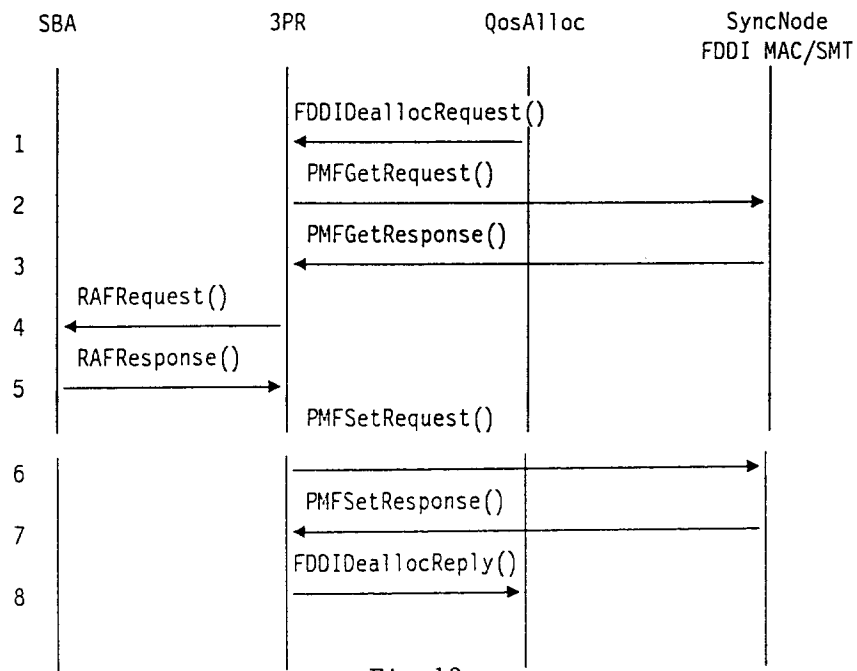 SBA 3PR QosAlloc SyncNode
FDDI MAC/SMT
FDDIDeallocRequest()
1
PMFGetRequest()
2
PMFGetResponse()
3
RAFRequest()
4
RAFResponse()
5
PMFSetRequest()
6
PMFSetResponse()
7
FDDIDeallocReply()
8